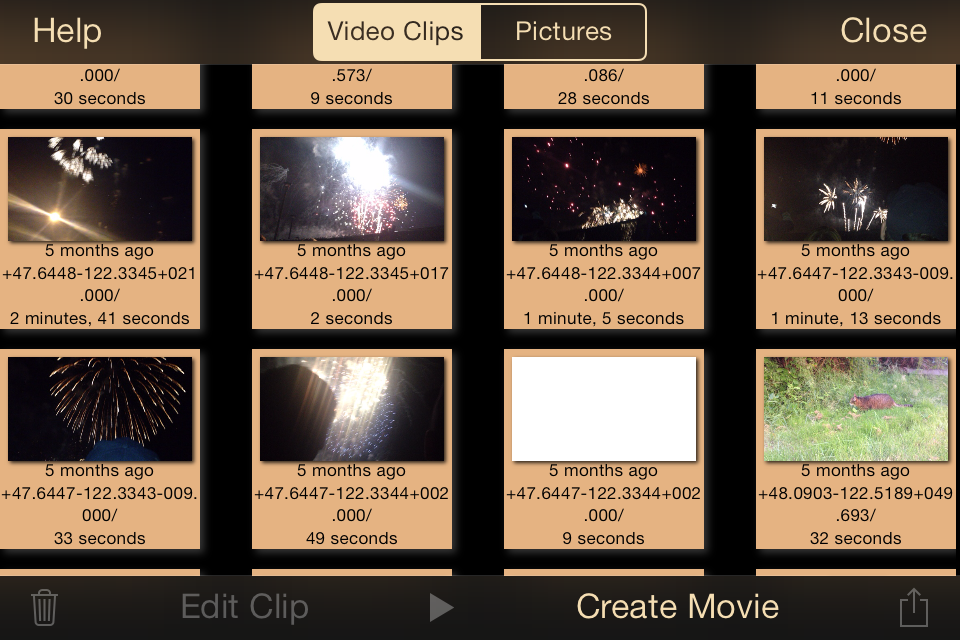 Help Video Clips Pictures Close
.000/ .573/ .086/ .000/
30 seconds 9 seconds 28 seconds 11 seconds
5 months ago 5 months ago 5 months ago 5 months ago
+47.6448-122.3345+021 +47.6448-122.3345+017 +47.6448-122.3344+007 +47.6447-122.3343-009.
.000/ .000/ .000/ 000/
2 minutes, 41 seconds 2 seconds 1 minute, 5 seconds 1 minute, 13 seconds
5 months ago 5 months ago 5 months ago 5 months ago
+47.6447-122.3343-009. +47.6447-122.3344+002 +47.6447-122.3344+002 +48.0903-122.5189+049
000/ .000/ .000/ .693/
33 seconds 49 seconds 9 seconds 32 seconds
Edit Clip Create Movie